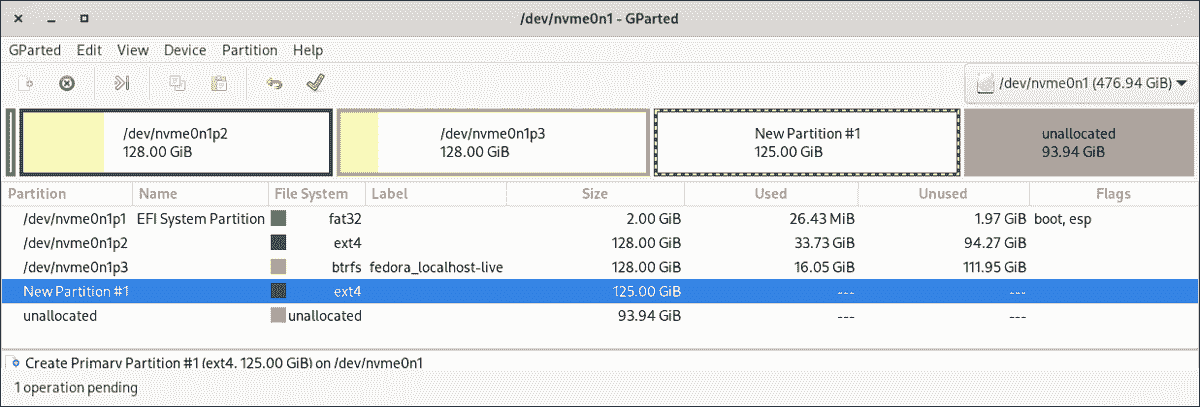 /dev/nvme0n1 - GParted
GParted Edit View Device Partition Help
/dev/nvme0n1 (476.94 GiB)
/dev/nvme0n1p2
128.00 GiB
/dev/nvme0n1p3
128.00 GiB
New Partition #1
125.00 GiB
unallocated
93.94 GiB
Partition Name File System Label Size Used Unused Flags
/dev/nvme0n1p1 EFI System Partition fat32 2.00 GiB 26.43 MiB 1.97 GiB boot, esp
/dev/nvme0n1p2 ext4 128.00 GiB 33.73 GiB 94.27 GiB
/dev/nvme0n1p3 btrfs fedora_localhost-live 128.00 GiB 16.05 GiB 111.95 GiB
New Partition #1 ext4 125.00 GiB --- ---
unallocated unallocated 93.94 GiB --- ---
Create Primary Partition #1 (ext4, 125.00 GiB) on /dev/nvme0n1
1 operation pending